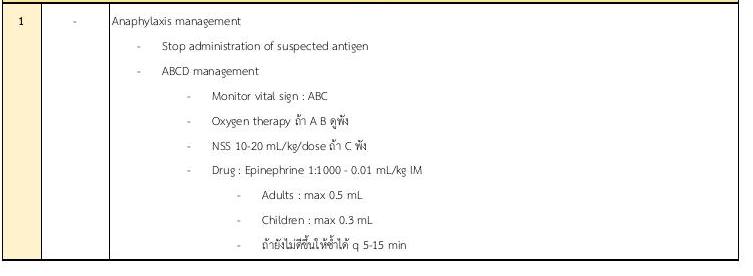 1 - Anaphylaxis management
- Stop administration of suspected antigen
- ABCD management
- Monitor vital sign : ABC
- Oxygen therapy ถ้า A B ดูพัง
- NSS 10-20 mL/kg/dose ถ้า C พัง
- Drug : Epinephrine 1:1000 - 0.01 mL/kg IM
- Adults : max 0.5 mL
- Children : max 0.3 mL
- ถ้ายังไม่ดีขึ้นให้ซ้ำได้ q 5-15 min